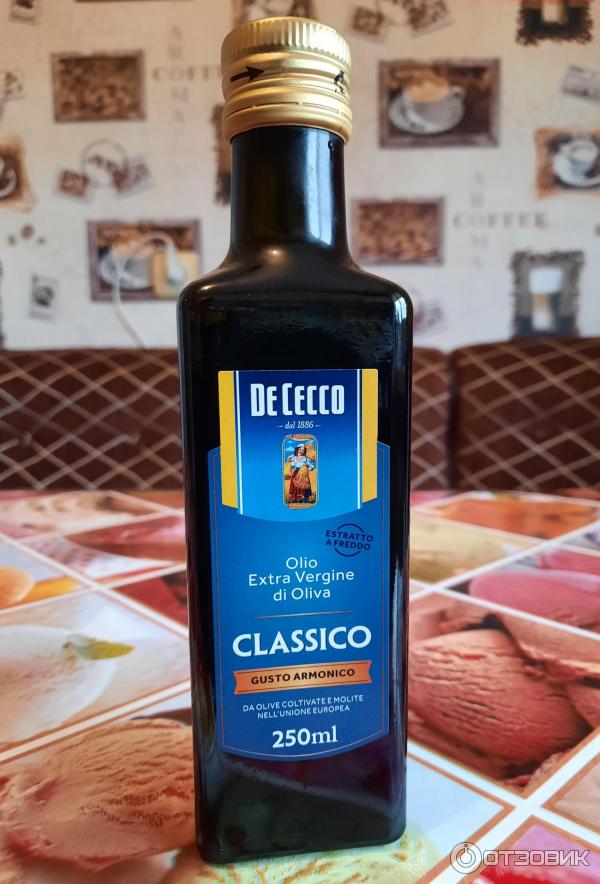 COFFEE
COFFEE
DE CECCO
dal 1886
ESTRATTO
A FREDDO
Olio
Extra Vergine
di Oliva
CLASSICO
GUSTO ARMONICO
DA OLIVE COLTIVATE E MOLITE
NELL'UNIONE EUROPEA
250ml
ОТЗОВИК